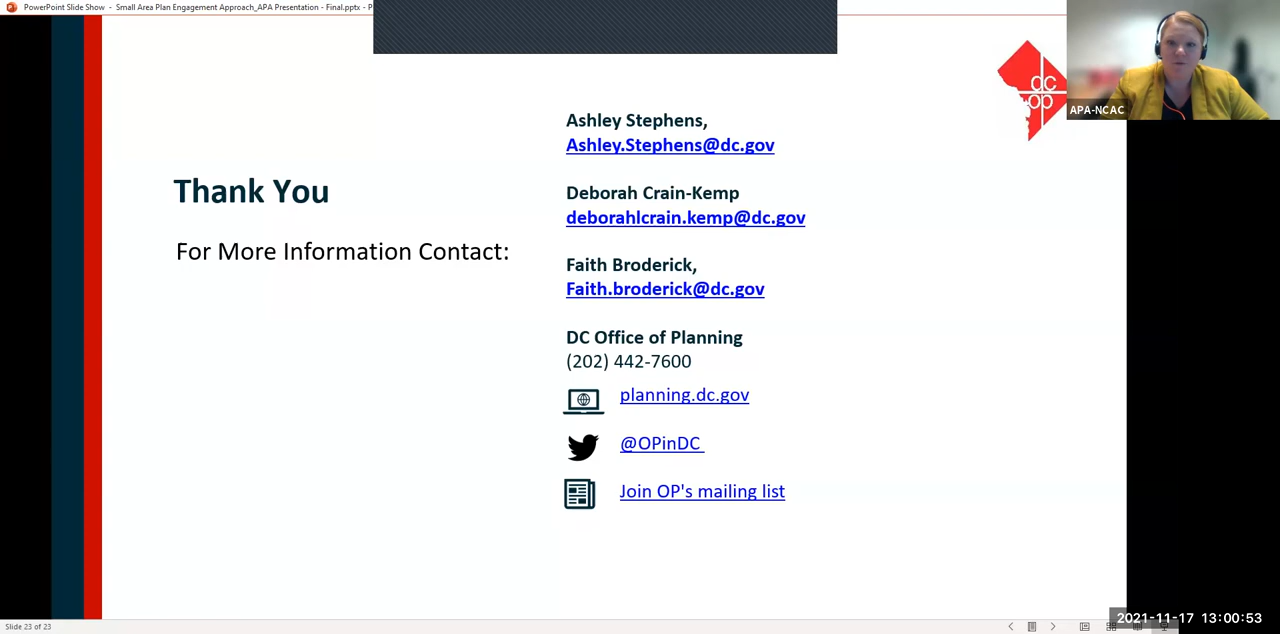 PowerPoint Slide Show - Small Area Plan Engagement Approach_APA Presentation - Final.pptx - P
dc
op
APA-NCAC
Thank You
For More Information Contact:
Ashley Stephens,
Ashley.Stephens@dc.gov
Deborah Crain-Kemp
deborahlcrain.kemp@dc.gov
Faith Broderick,
Faith.broderick@dc.gov
DC Office of Planning
(202) 442-7600
planning.dc.gov
@OPinDC
Join OP's mailing list
Slide 23 of 23
2021-11-17 13:00:53